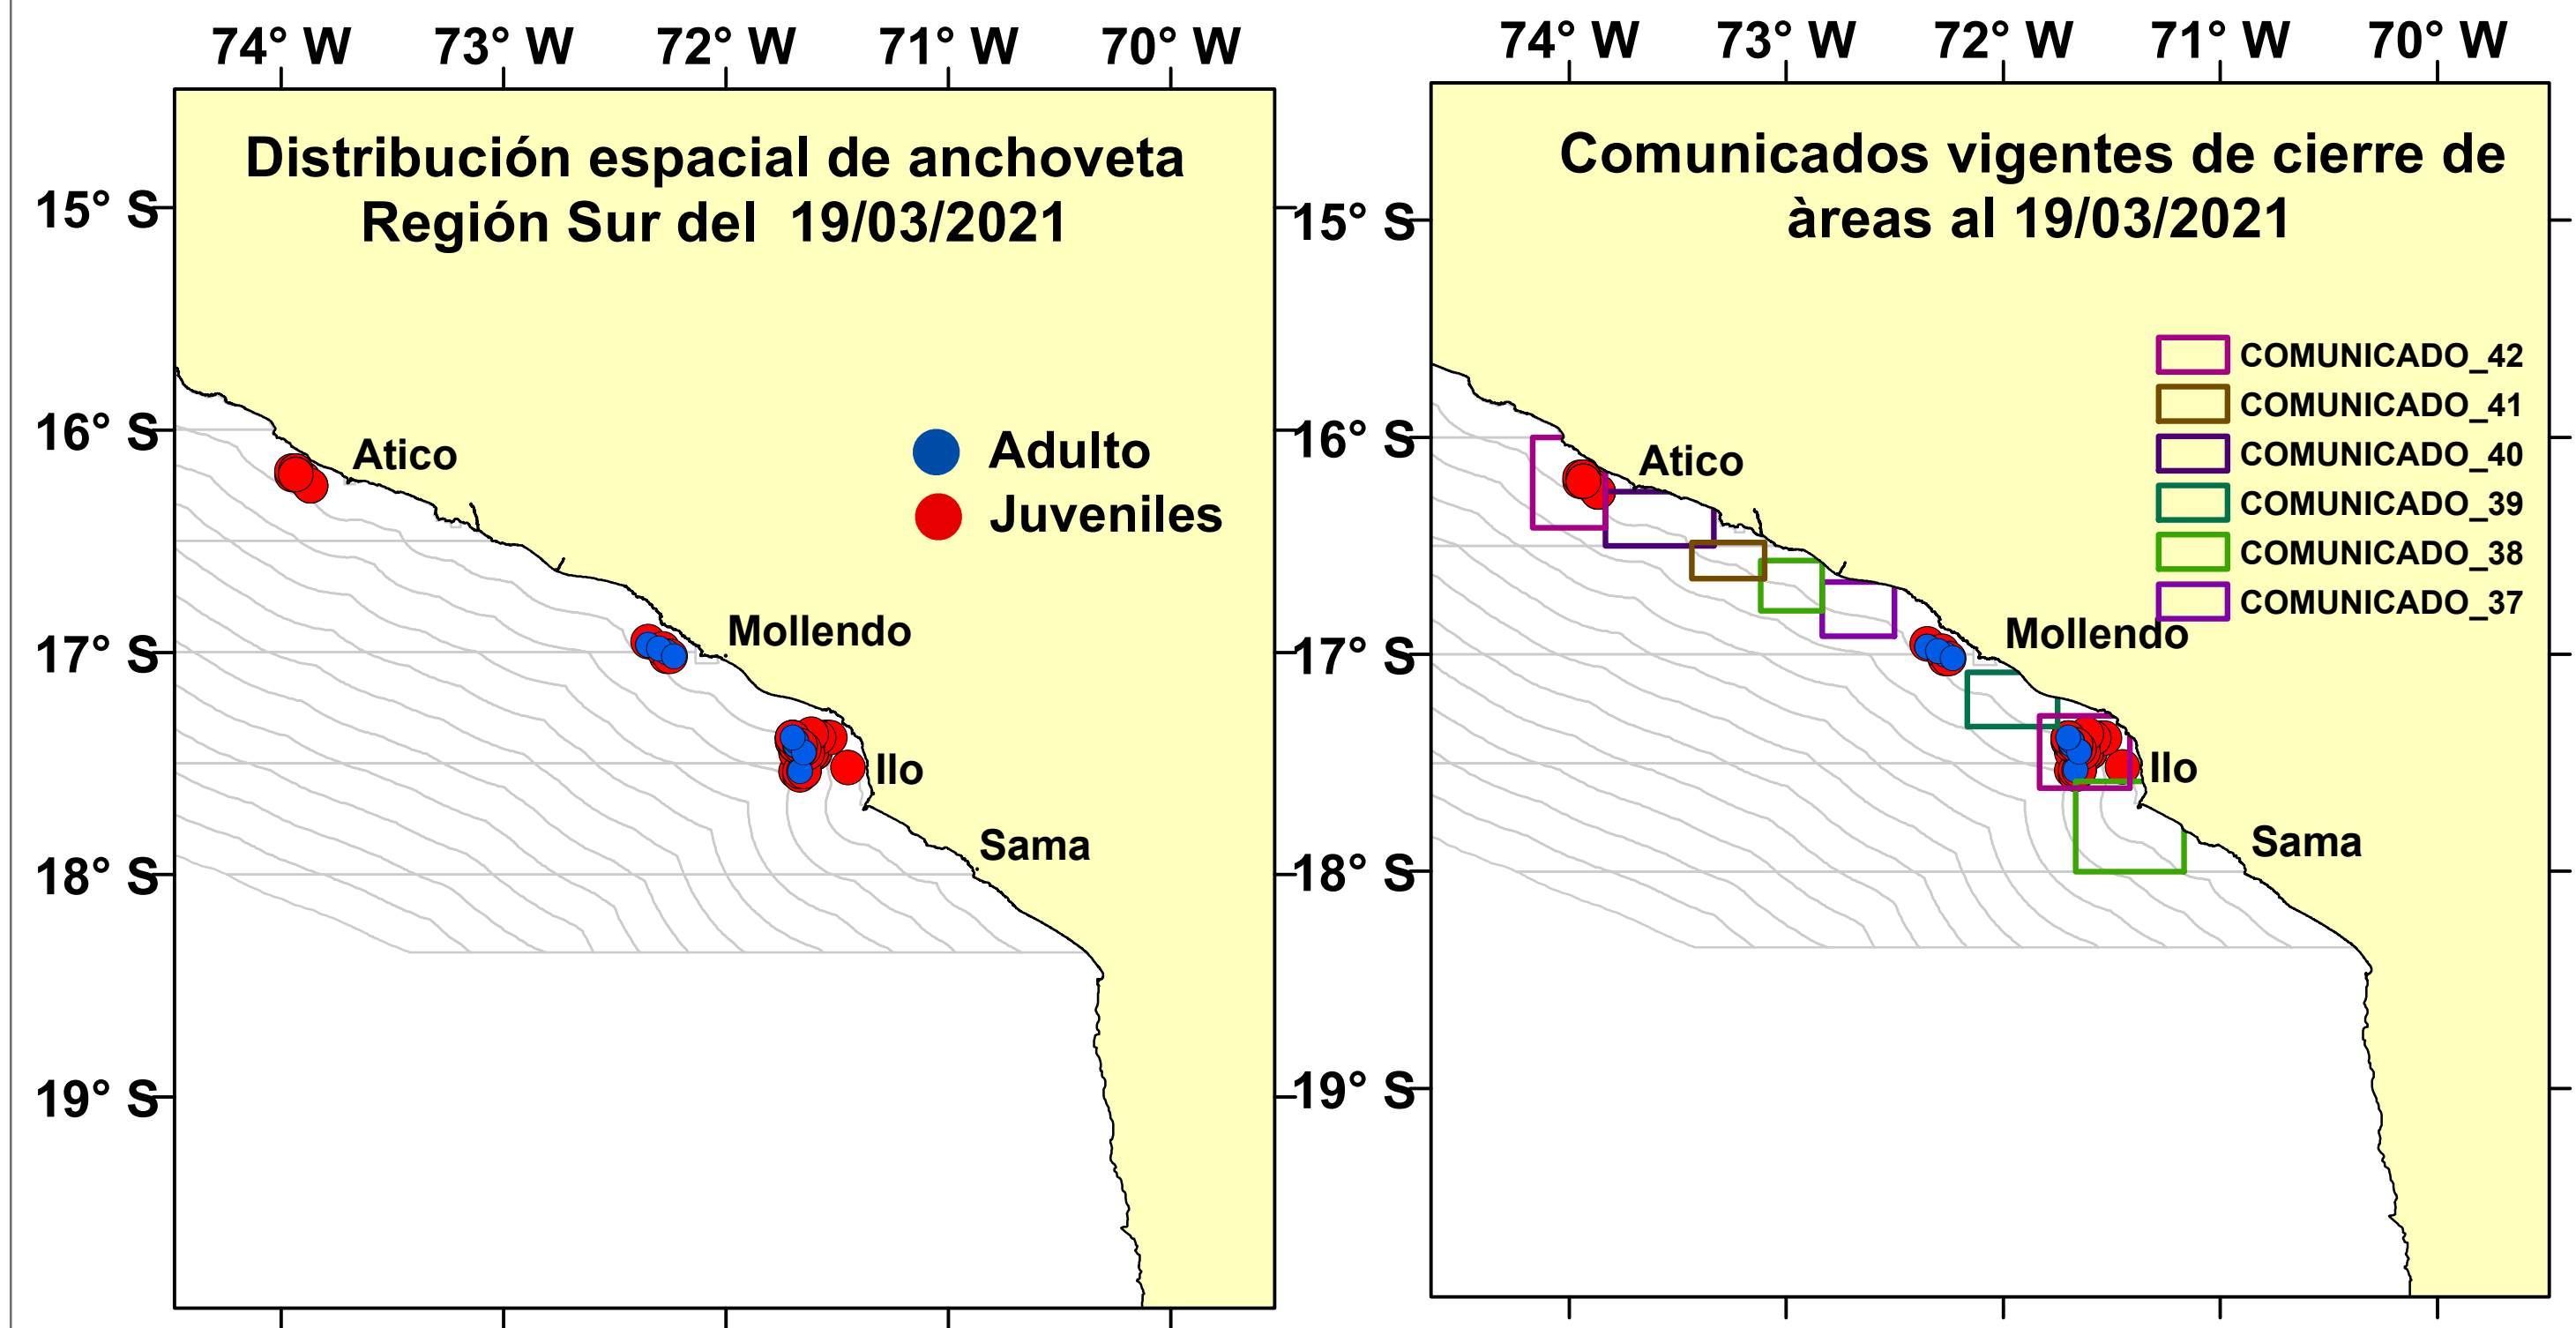 74° W 73° W 72° W 71° W 70° W
Distribución espacial de anchoveta
Región Sur del 19/03/2021
15° S
16° S
17° S
18° S
19° S
Atico
Adulto
Juveniles
Mollendo
Ilo
Sama
74° W 73° W 72° W 71° W 70° W
Comunicados vigentes de cierre de
àreas al 19/03/2021
15° S
16° S
17° S
18° S
19° S
COMUNICADO_42
COMUNICADO_41
COMUNICADO_40
COMUNICADO_39
COMUNICADO_38
COMUNICADO_37
Atico
Mollendo
Ilo
Sama